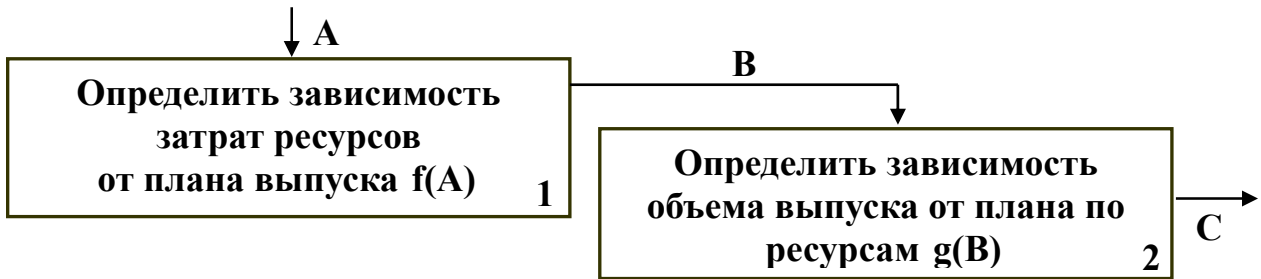 A
Определить зависимость
затрат ресурсов
от плана выпуска f(A)
1
B
Определить зависимость
объема выпуска от плана по
ресурсам g(B)
2
C